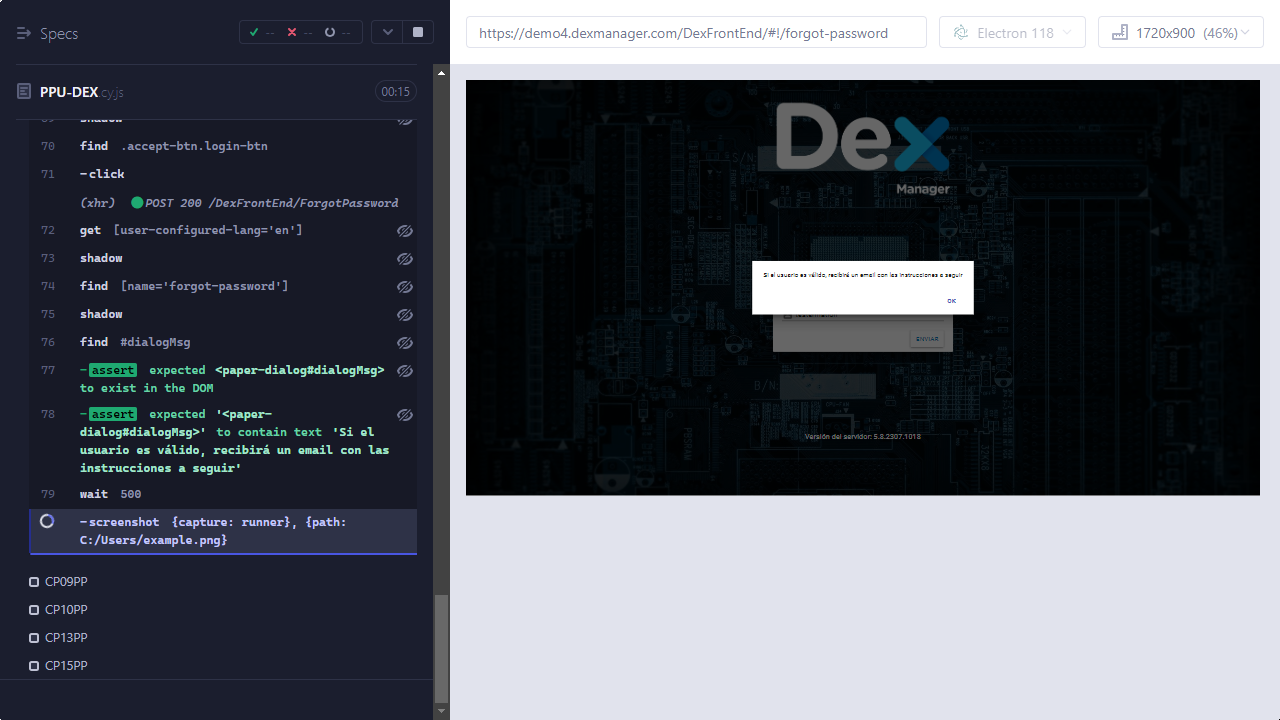 Specs
-- -- --
https://demo4.dexmanager.com/DexFrontEnd/#!/forgot-password
Electron 118
1720x900 (46%)
PPU-DEX.cy.js
00:15
69 shadow
70 find .accept-btn.login-btn
71 -click
(xhr) POST 200 /DexFrontEnd/ForgotPassword
72 get [user-configured-lang='en']
73 shadow
74 find [name='forgot-password']
75 shadow
76 find #dialogMsg
77 -assert expected <paper-dialog#dialogMsg>
to exist in the DOM
78 -assert expected '<paper-
dialog#dialogMsg>' to contain text 'Si el
usuario es válido, recibirá un email con las
instrucciones a seguir'
79 wait 500
-screenshot {capture: runner}, {path:
C:/Users/example.png}
CP09PP
CP10PP
CP13PP
CP15PP
Dex
Manager
S/N:
Si el usuario es válido, recibirá un email con las instrucciones a seguir
OK
ENVIAR
B/N:
Versión del servidor: 5.8.2307.1018